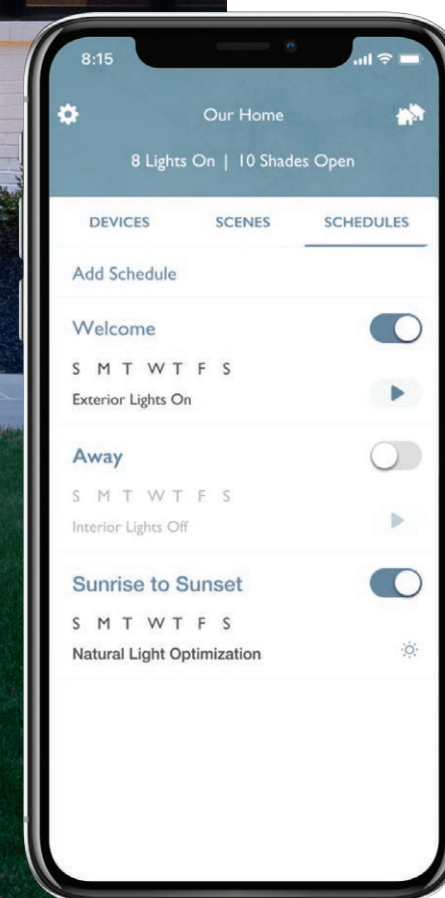 8:15
Our Home
8 Lights On | 10 Shades Open
DEVICES SCENES SCHEDULES
Add Schedule
Welcome
S M T W T F S
Exterior Lights On
Away
S M T W T F S
Interior Lights Off
Sunrise to Sunset
S M T W T F S
Natural Light Optimization